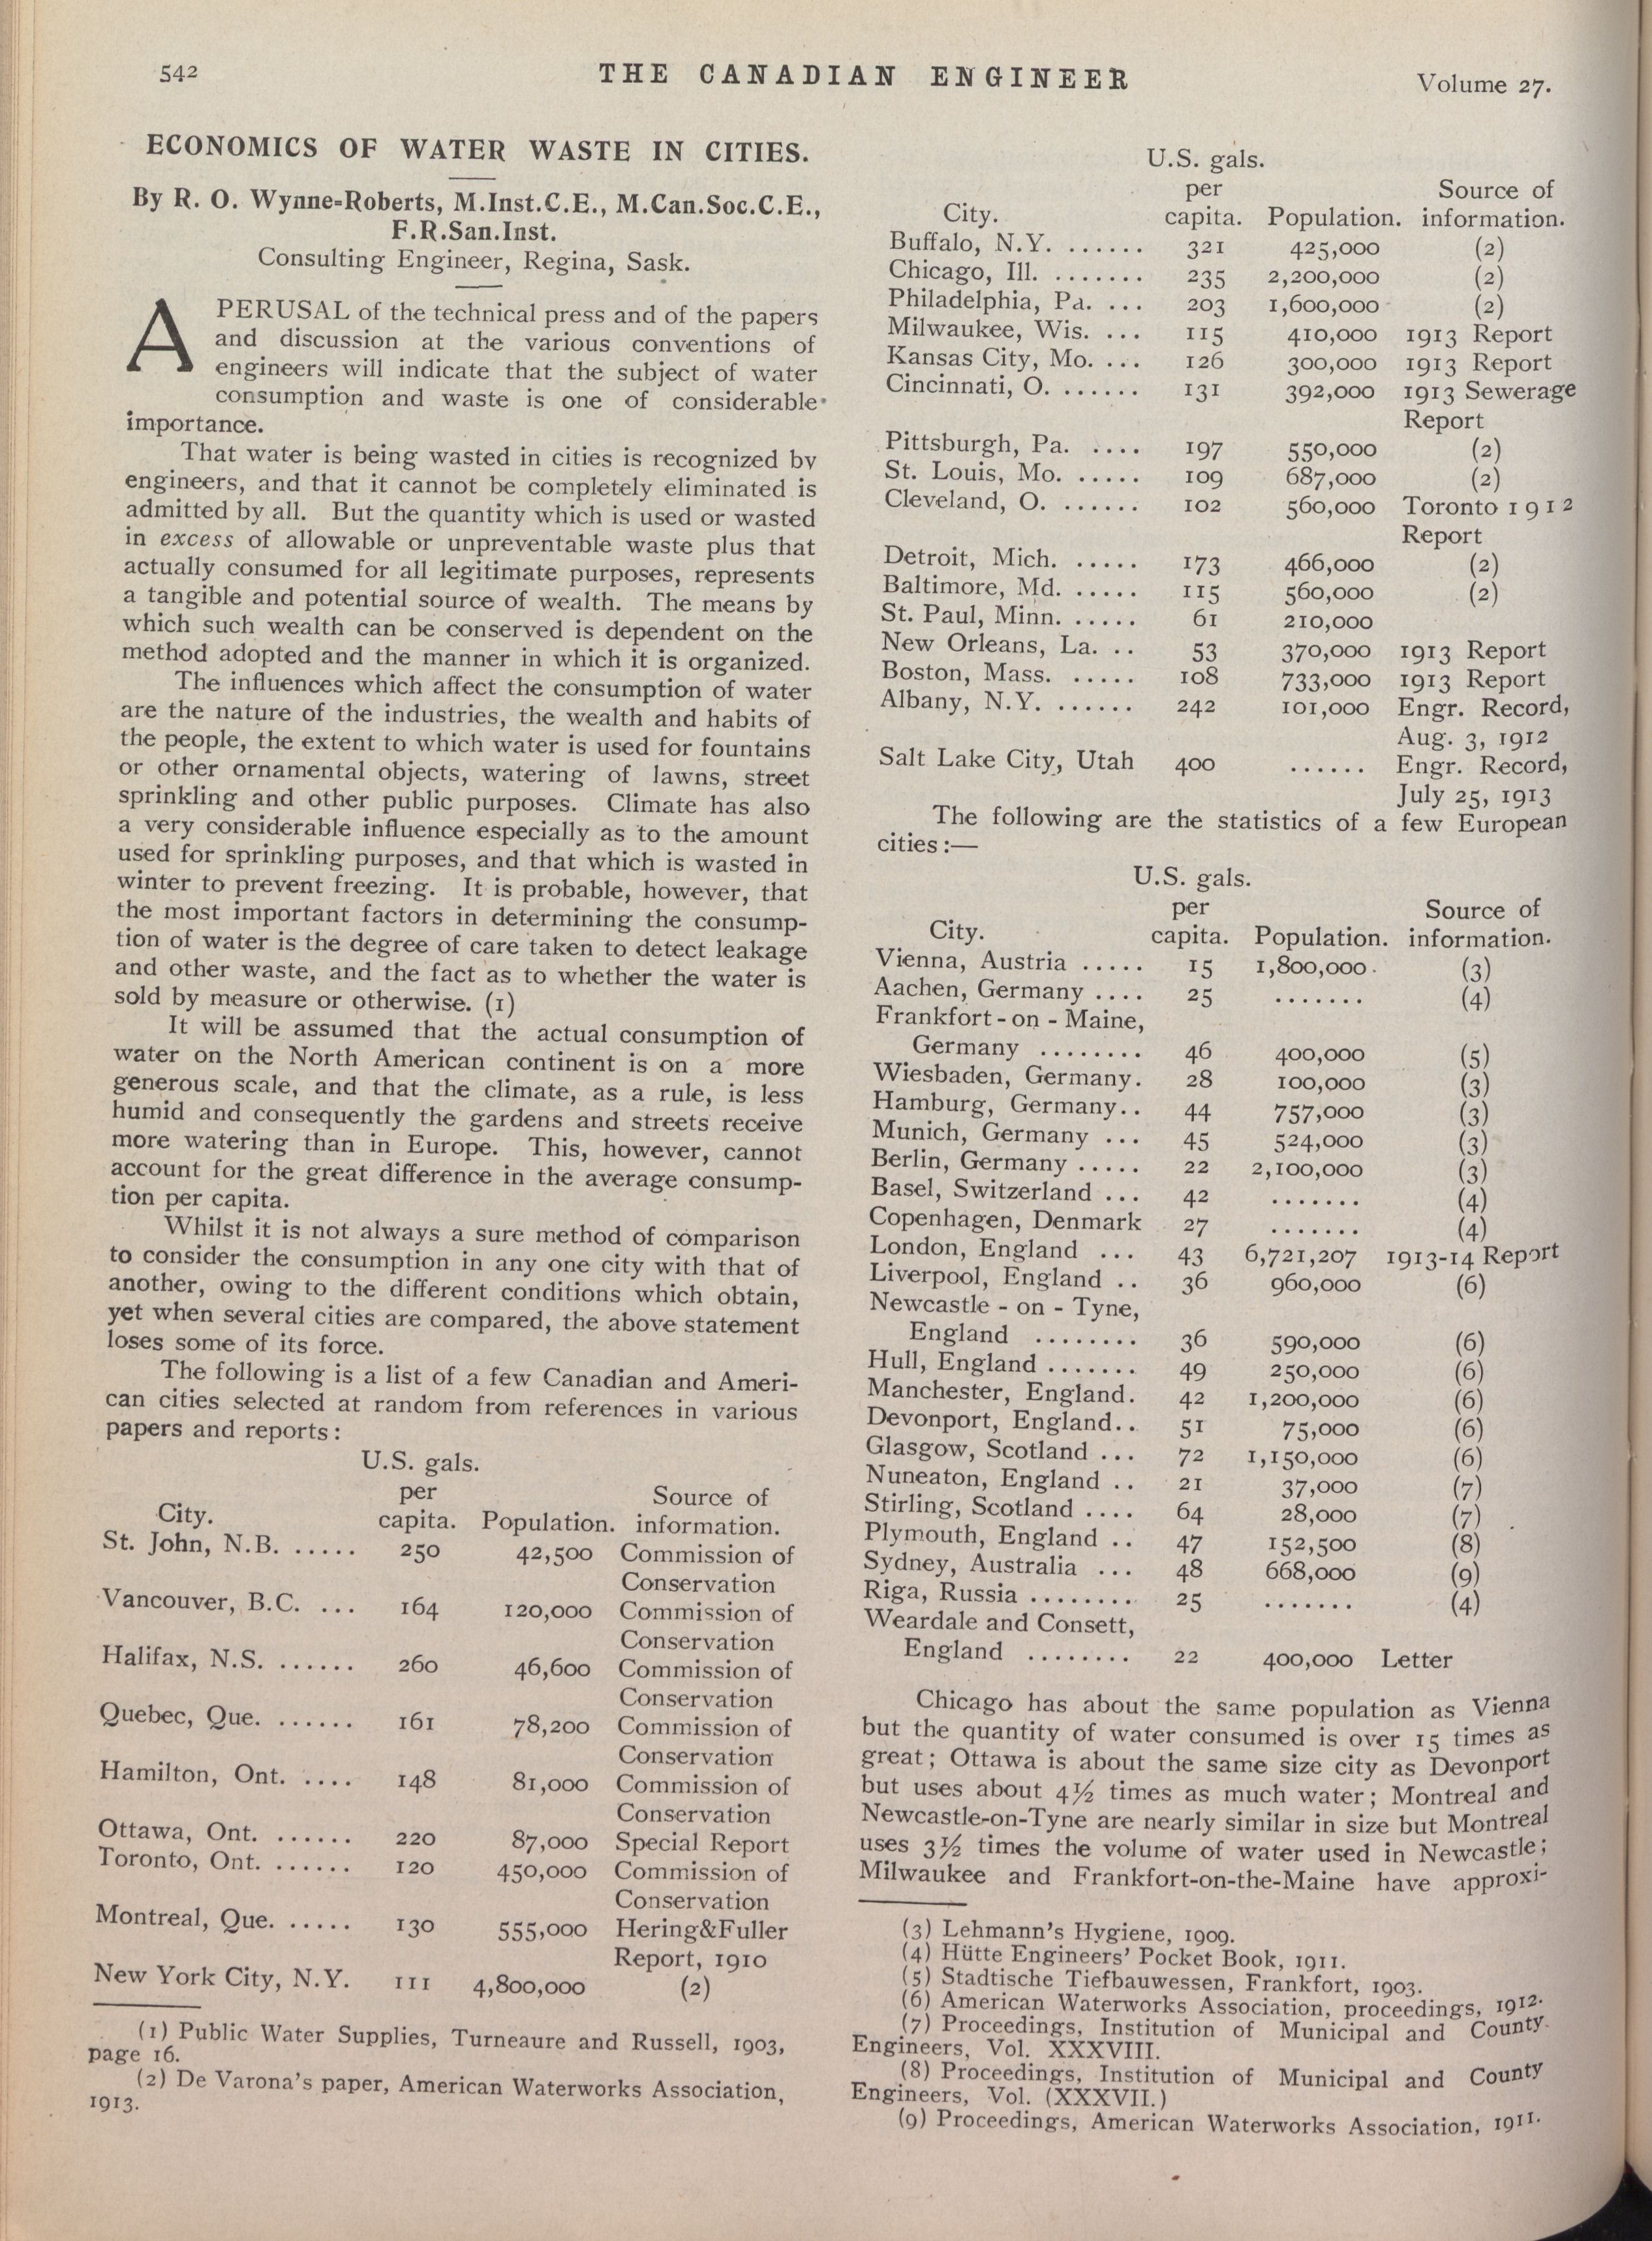 542
THE CANADIAN ENGINEER
Volume 27.
ECONOMICS OF WATER WASTE IN CITIES.
By R. O. Wynne-Roberts, M.Inst.C.E., M.Can.Soc.C.E.,
F.R.San.Inst.
Consulting Engineer, Regina, Sask.
A PERUSAL of the technical press and of the papers
and discussion at the various conventions of
engineers will indicate that the subject of water
consumption and waste is one of considerable
importance.
That water is being wasted in cities is recognized by
engineers, and that it cannot be completely eliminated is
admitted by all. But the quantity which is used or wasted
in excess of allowable or unpreventable waste plus that
actually consumed for all legitimate purposes, represents
a tangible and potential source of wealth. The means by
which such wealth can be conserved is dependent on the
method adopted and the manner in which it is organized.
The influences which affect the consumption of water
are the nature of the industries, the wealth and habits of
the people, the extent to which water is used for fountains
or other ornamental objects, watering of lawns, street
sprinkling and other public purposes. Climate has also
a very considerable influence especially as to the amount
used for sprinkling purposes, and that which is wasted in
winter to prevent freezing. It is probable, however, that
the most important factors in determining the consump-
tion of water is the degree of care taken to detect leakage
and other waste, and the fact as to whether the water is
sold by measure or otherwise. (1)
It will be assumed that the actual consumption of
water on the North American continent is on a more
generous scale, and that the climate, as a rule, is less
humid and consequently the gardens and streets receive
more watering than in Europe. This, however, cannot
account for the great difference in the average consump-
tion per capita.
Whilst it is not always a sure method of comparison
to consider the consumption in any one city with that of
another, owing to the different conditions which obtain,
yet when several cities are compared, the above statement
loses some of its force.
The following is a list of a few Canadian and Ameri-
can cities selected at random from references in various
papers and reports:
U.S. gals.
per Source of
City. capita. Population. information.
St. John, N.B. ..... 250 42,500 Commission of
Conservation
Vancouver, B.C. ... 164 120,000 Commission of
Conservation
Halifax, N.S. ...... 260 46,600 Commission of
Conservation
Quebec, Que. ...... 161 78,200 Commission of
Conservation
Hamilton, Ont. .... 148 81,000 Commission of
Conservation
Ottawa, Ont. ...... 220 87,000 Special Report
Toronto, Ont. ...... 120 450,000 Commission of
Conservation
Montreal, Que. ..... 130 555,000 Hering&Fuller
Report, 1910
New York City, N.Y. 111 4,800,000 (2)
(1) Public Water Supplies, Turneaure and Russell, 1903,
page 16.
(2) De Varona's paper, American Waterworks Association,
1913.
U.S. gals.
per Source of
City. capita. Population. information.
Buffalo, N.Y. ...... 321 425,000 (2)
Chicago, Ill. ....... 235 2,200,000 (2)
Philadelphia, Pa. ... 203 1,600,000 (2)
Milwaukee, Wis. ... 115 410,000 1913 Report
Kansas City, Mo. ... 126 300,000 1913 Report
Cincinnati, O. ...... 131 392,000 1913 Sewerage
Report
Pittsburgh, Pa. .... 197 550,000 (2)
St. Louis, Mo. ..... 109 687,000 (2)
Cleveland, O. ...... 102 560,000 Toronto 1912
Report
Detroit, Mich. ..... 173 466,000 (2)
Baltimore, Md. ..... 115 560,000 (2)
St. Paul, Minn. ..... 61 210,000
New Orleans, La. .. 53 370,000 1913 Report
Boston, Mass. ..... 108 733,000 1913 Report
Albany, N.Y. ...... 242 101,000 Engr. Record,
Aug. 3, 1912
Salt Lake City, Utah 400 ...... Engr. Record,
July 25, 1913
The following are the statistics of a few European
cities:—
U.S. gals.
per Source of
City. capita. Population. information.
Vienna, Austria ..... 15 1,800,000 (3)
Aachen, Germany .... 25 ....... (4)
Frankfort-on-Maine,
Germany ........ 46 400,000 (5)
Wiesbaden, Germany. 28 100,000 (3)
Hamburg, Germany.. 44 757,000 (3)
Munich, Germany ... 45 524,000 (3)
Berlin, Germany ..... 22 2,100,000 (3)
Basel, Switzerland ... 42 ....... (4)
Copenhagen, Denmark 27 ....... (4)
London, England ... 43 6,721,207 1913-14 Report
Liverpool, England .. 36 960,000 (6)
Newcastle-on-Tyne,
England ........ 36 590,000 (6)
Hull, England ....... 49 250,000 (6)
Manchester, England. 42 1,200,000 (6)
Devonport, England.. 51 75,000 (6)
Glasgow, Scotland ... 72 1,150,000 (6)
Nuneaton, England .. 21 37,000 (7)
Stirling, Scotland .... 64 28,000 (7)
Plymouth, England .. 47 152,500 (8)
Sydney, Australia ... 48 668,000 (9)
Riga, Russia ........ 25 ....... (4)
Weardale and Consett,
England ........ 22 400,000 Letter
Chicago has about the same population as Vienna
but the quantity of water consumed is over 15 times as
great; Ottawa is about the same size city as Devonport
but uses about 4½ times as much water; Montreal and
Newcastle-on-Tyne are nearly similar in size but Montreal
uses 3½ times the volume of water used in Newcastle;
Milwaukee and Frankfort-on-the-Maine have approxi-
(3) Lehmann's Hygiene, 1909.
(4) Hütte Engineers' Pocket Book, 1911.
(5) Stadtische Tiefbauwessen, Frankfort, 1903.
(6) American Waterworks Association, proceedings, 1912.
(7) Proceedings, Institution of Municipal and County
Engineers, Vol. XXXVIII.
(8) Proceedings, Institution of Municipal and County
Engineers, Vol. (XXXVII.)
(9) Proceedings, American Waterworks Association, 1911.